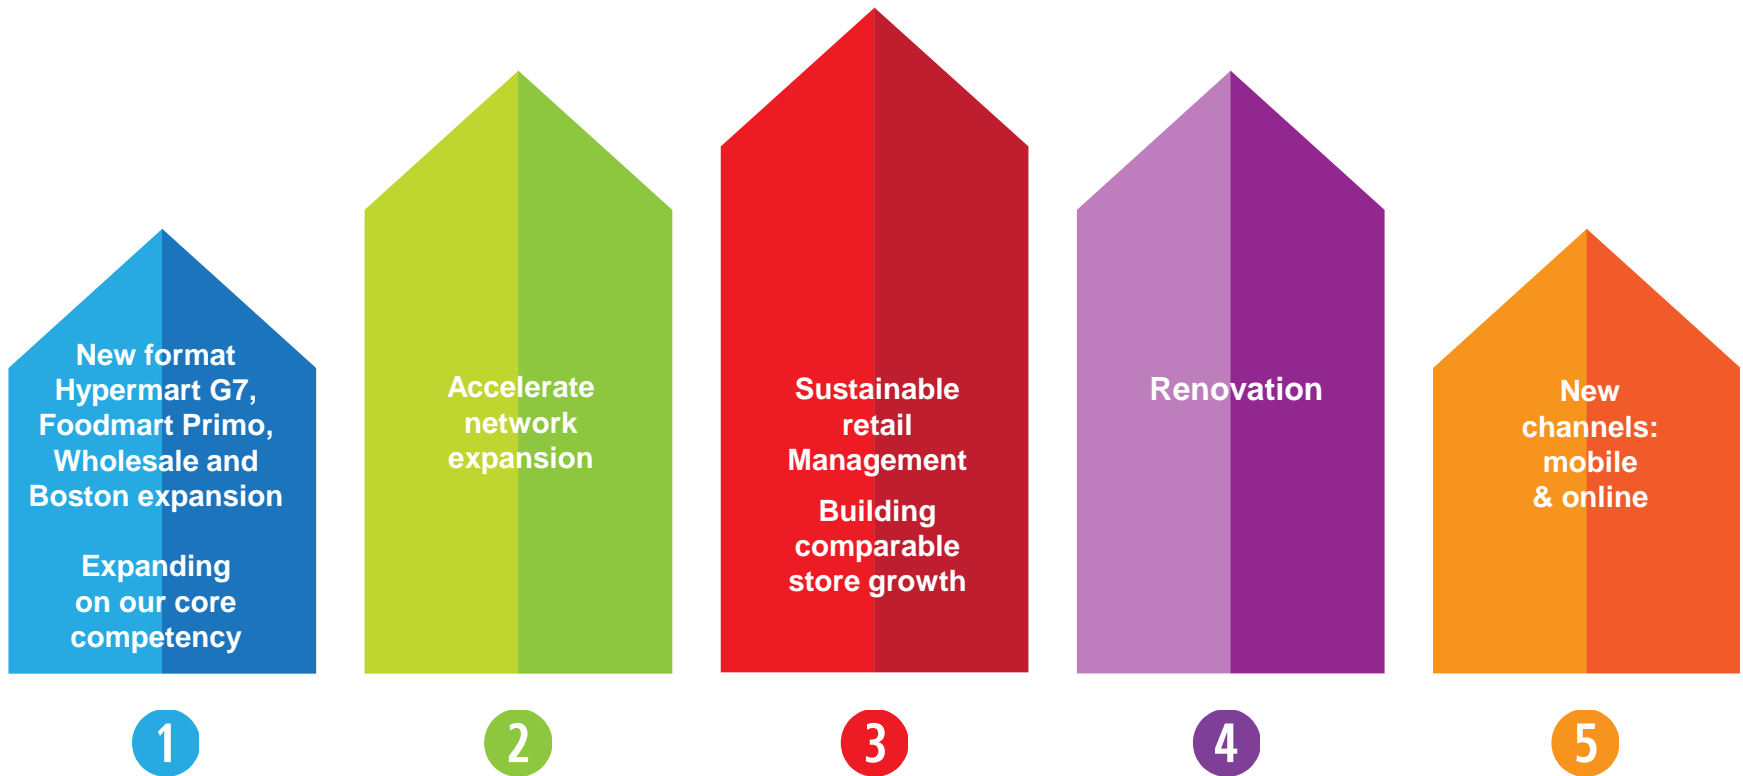 New format
Hypermart G7,
Foodmart Primo,
Wholesale and
Boston expansion
Expanding
on our core
competency
Accelerate
network
expansion
Sustainable
retail
Management
Building
comparable
store growth
Renovation
New
channels:
mobile
& online
1
2
3
4
5